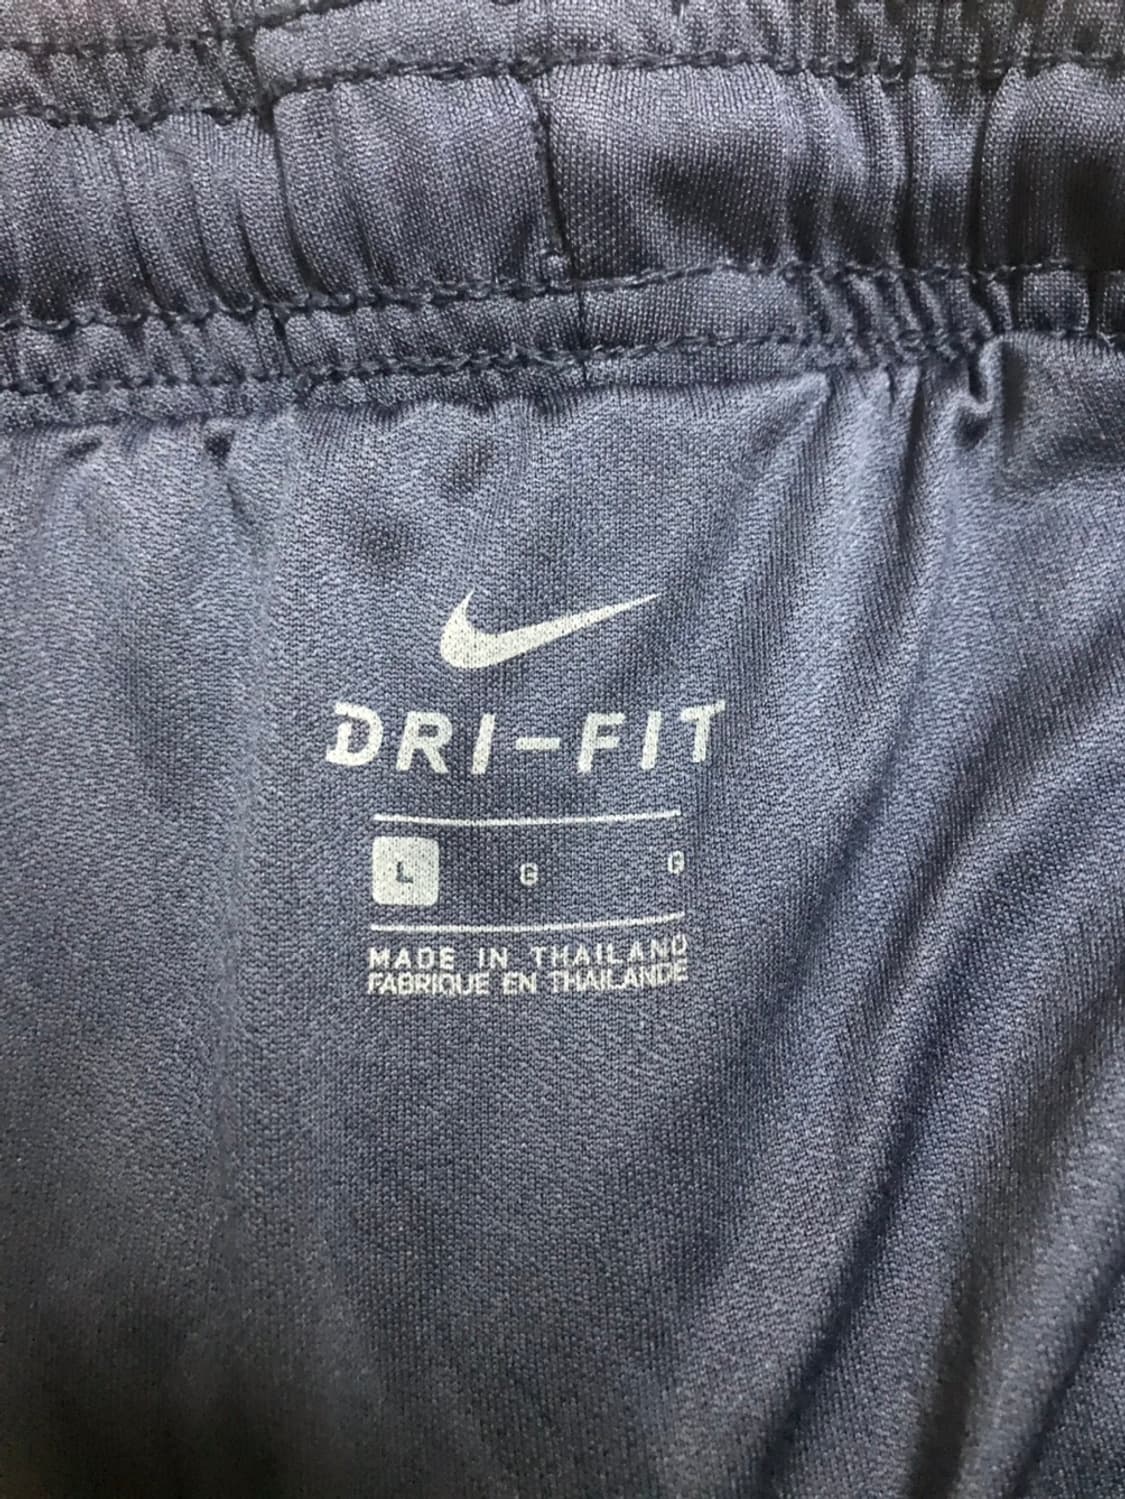 DRI-FIT
L G G
MADE IN THAILAND
FABRIQUE EN THAILANDE